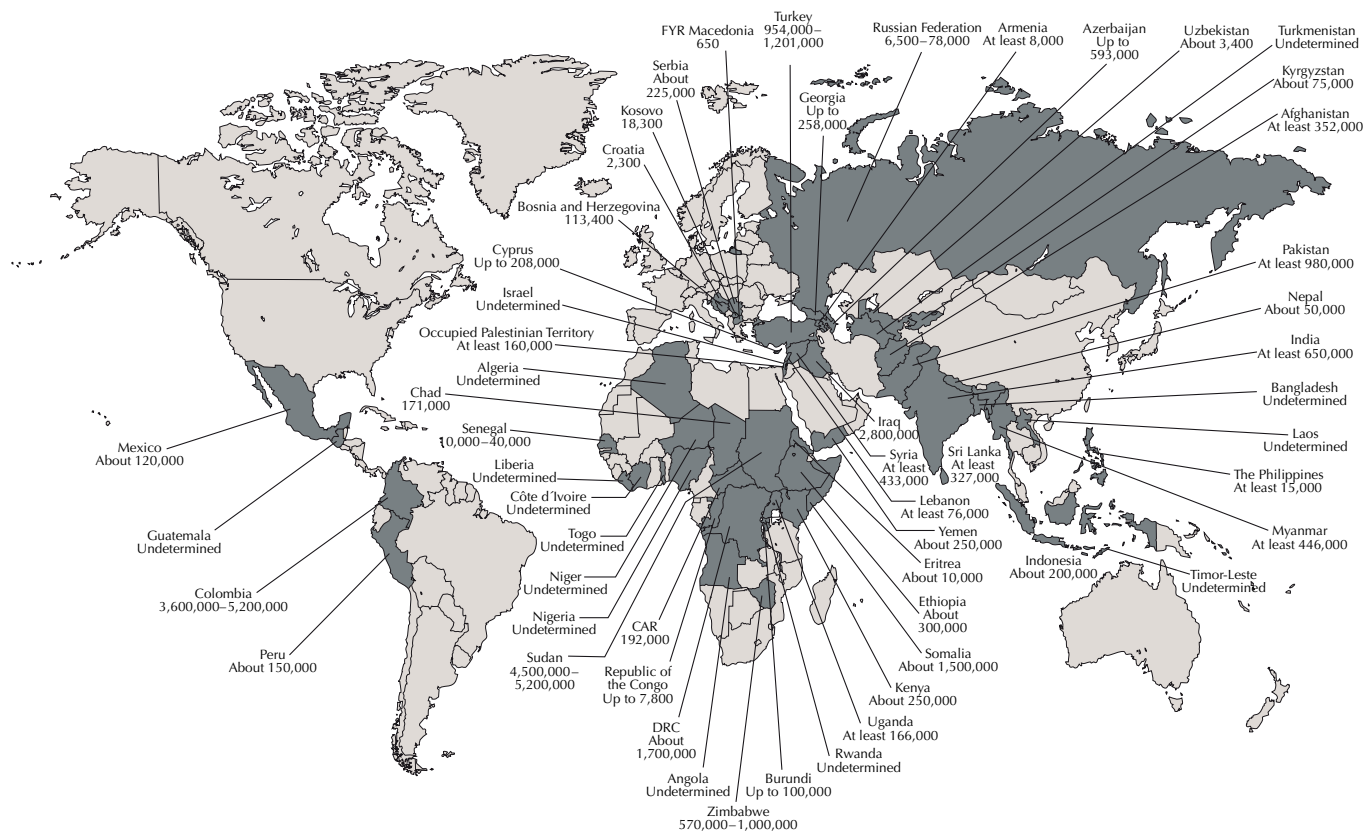 Turkey
954,000–
1,201,000
FYR Macedonia
650
Russian Federation
6,500–78,000
Armenia
At least 8,000
Azerbaijan
Up to
593,000
Uzbekistan
About 3,400
Turkmenistan
Undetermined
Kyrgyzstan
About 75,000
Afghanistan
At least 352,000
Serbia
About
225,000
Georgia
Up to
258,000
Kosovo
18,300
Croatia
2,300
Bosnia and Herzegovina
113,400
Cyprus
Up to 208,000
Israel
Undetermined
Occupied Palestinian Territory
At least 160,000
Algeria
Undetermined
Chad
171,000
Senegal
10,000–40,000
Liberia
Undetermined
Côte d´Ivoire
Undetermined
Togo
Undetermined
Niger
Undetermined
Nigeria
Undetermined
Sudan
4,500,000–
5,200,000
CAR
192,000
Republic of
the Congo
Up to 7,800
DRC
About
1,700,000
Angola
Undetermined
Zimbabwe
570,000–1,000,000
Burundi
Up to 100,000
Rwanda
Undetermined
Uganda
At least 166,000
Kenya
About 250,000
Somalia
About 1,500,000
Ethiopia
About
300,000
Eritrea
About 10,000
Yemen
About 250,000
Lebanon
At least 76,000
Syria
At least
433,000
Iraq
2,800,000
Sri Lanka
At least
327,000
Pakistan
At least 980,000
Nepal
About 50,000
India
At least 650,000
Bangladesh
Undetermined
Laos
Undetermined
The Philippines
At least 15,000
Myanmar
At least 446,000
Indonesia
About 200,000
Timor-Leste
Undetermined
Mexico
About 120,000
Guatemala
Undetermined
Colombia
3,600,000–5,200,000
Peru
About 150,000